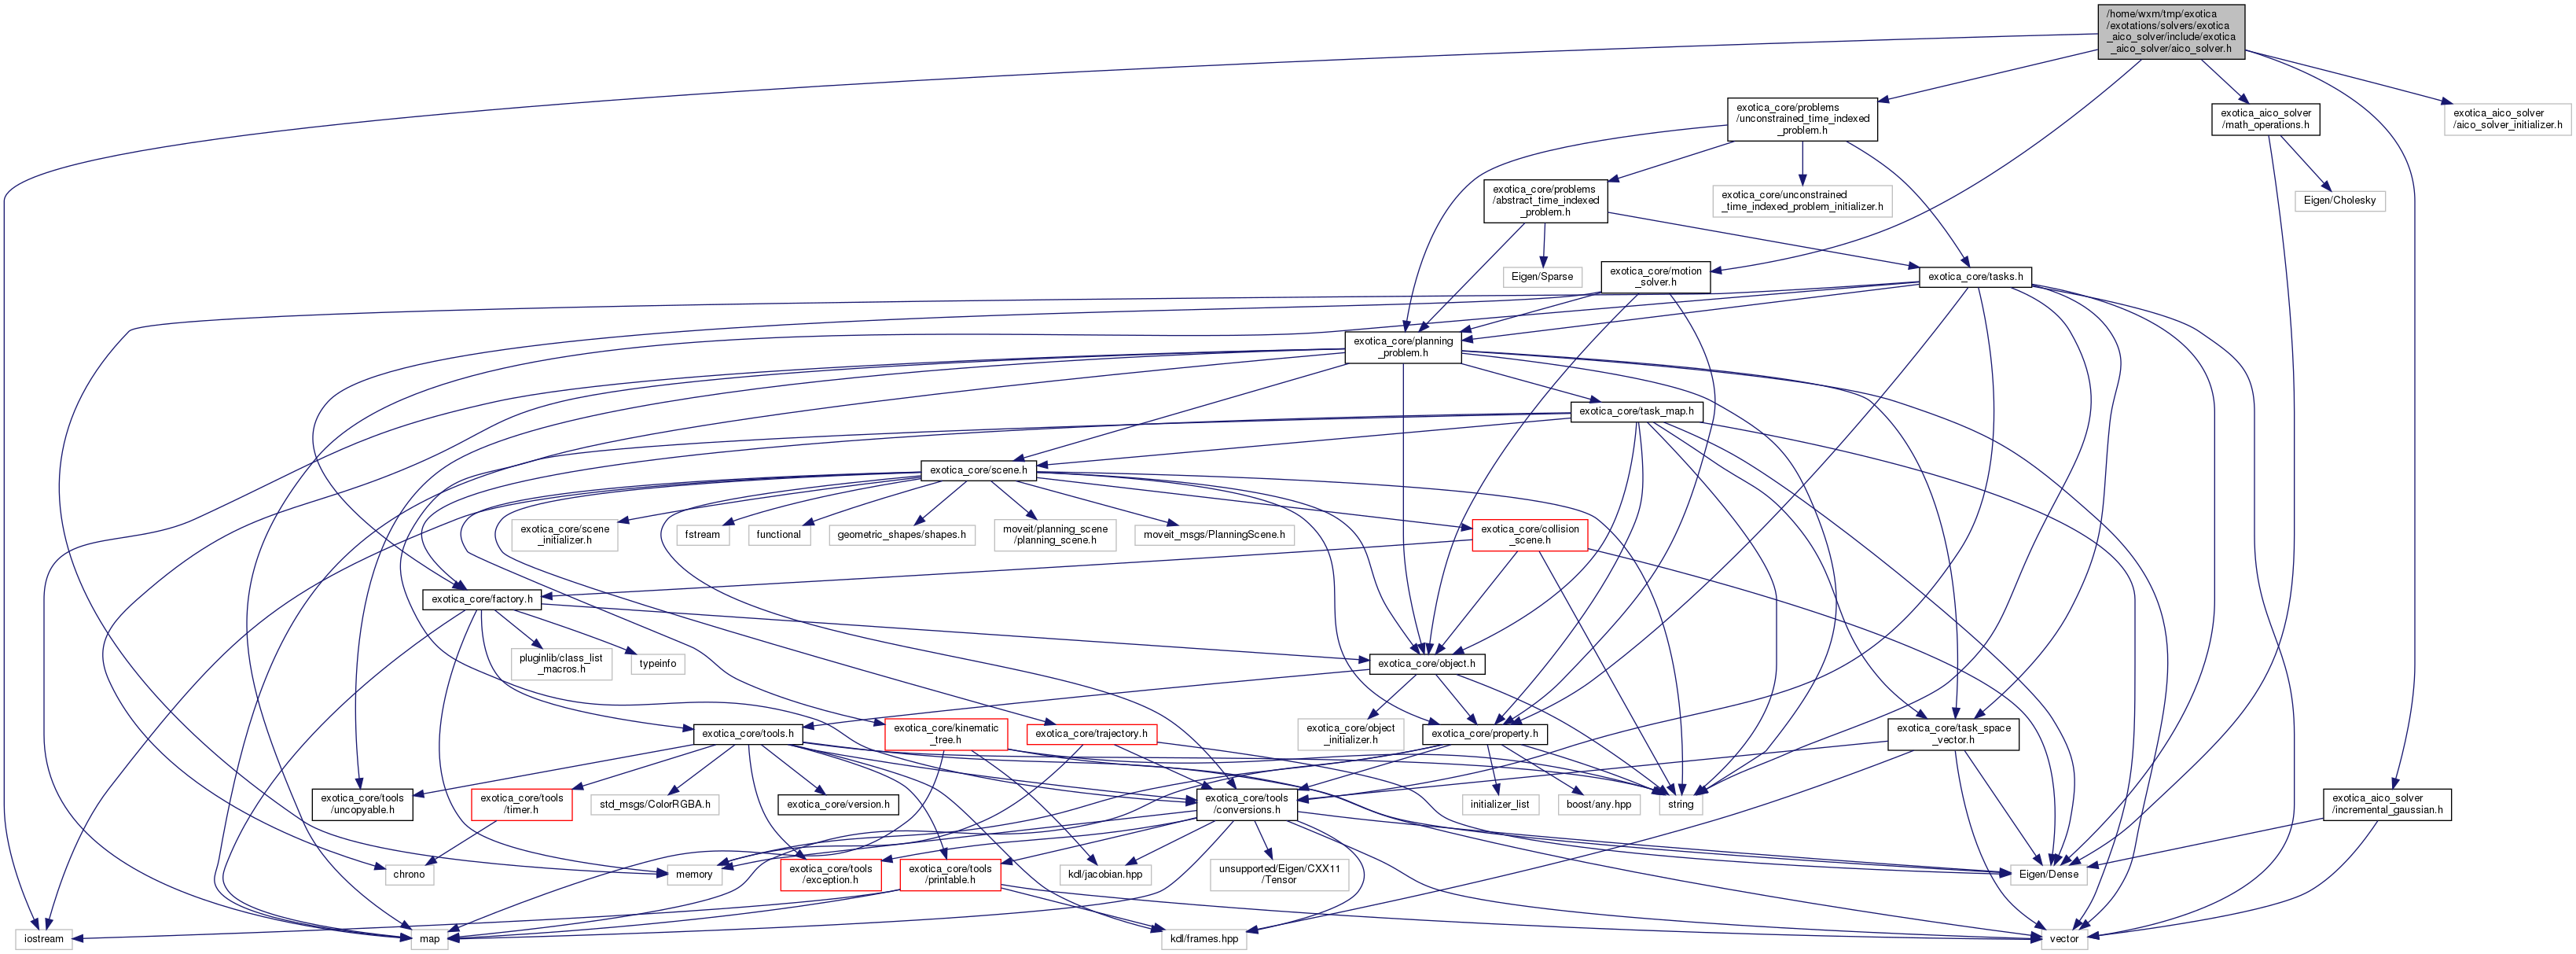 /home/wxm/tmp/exotica
/exotations/solvers/exotica
_aico_solver/include/exotica
_aico_solver/aico_solver.h
exotica_core/problems
/unconstrained_time_indexed
_problem.h
exotica_aico_solver
/math_operations.h
exotica_aico_solver
/aico_solver_initializer.h
exotica_core/problems
/abstract_time_indexed
_problem.h
exotica_core/unconstrained
_time_indexed_problem_initializer.h
Eigen/Cholesky
Eigen/Sparse
exotica_core/motion
_solver.h
exotica_core/tasks.h
exotica_core/planning
_problem.h
exotica_core/task_map.h
exotica_core/scene.h
exotica_core/scene
_initializer.h
fstream
functional
geometric_shapes/shapes.h
moveit/planning_scene
/planning_scene.h
moveit_msgs/PlanningScene.h
exotica_core/collision
_scene.h
exotica_core/factory.h
pluginlib/class_list
_macros.h
typeinfo
exotica_core/object.h
exotica_core/tools.h
exotica_core/kinematic
_tree.h
exotica_core/trajectory.h
exotica_core/object
_initializer.h
exotica_core/property.h
exotica_core/task_space
_vector.h
exotica_core/tools
/uncopyable.h
exotica_core/tools
/timer.h
std_msgs/ColorRGBA.h
exotica_core/version.h
exotica_core/tools
/conversions.h
initializer_list
boost/any.hpp
string
exotica_aico_solver
/incremental_gaussian.h
chrono
memory
exotica_core/tools
/exception.h
exotica_core/tools
/printable.h
kdl/jacobian.hpp
unsupported/Eigen/CXX11
/Tensor
Eigen/Dense
iostream
map
kdl/frames.hpp
vector